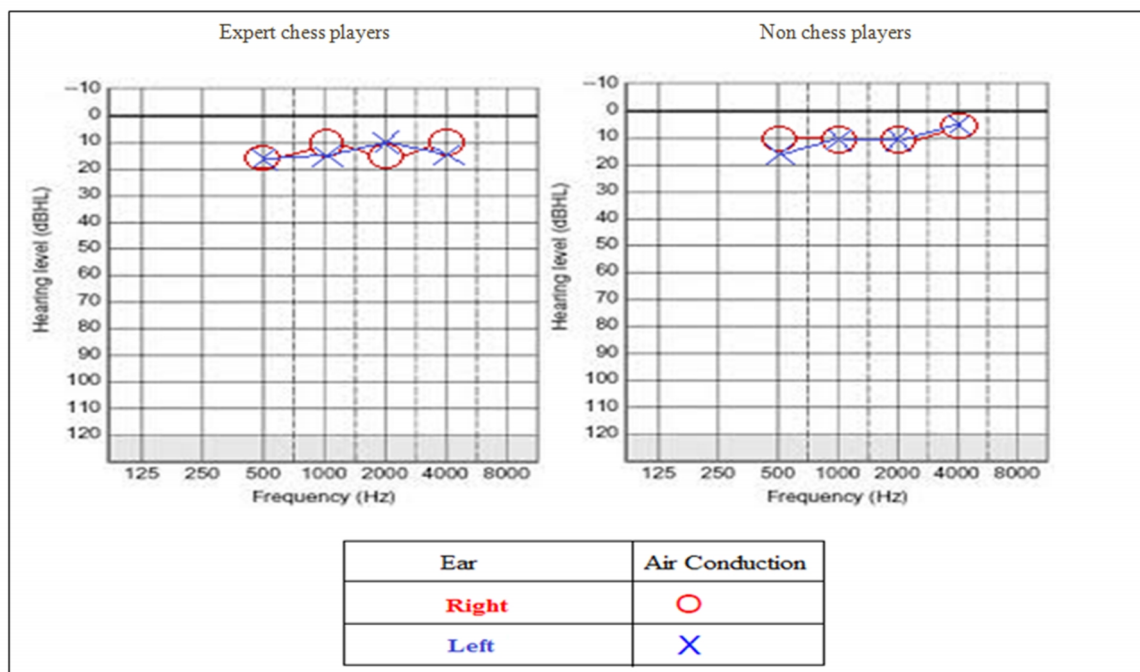 Expert chess players
Non chess players
Hearing level (dBHL)
-10
0
10
20
30
40
50
60
70
80
90
100
110
120
125 250 500 1000 2000 4000 8000
Frequency (Hz)
Hearing level (dBHL)
-10
0
10
20
30
40
50
60
70
80
90
100
110
120
125 250 500 1000 2000 4000 8000
Frequency (Hz)
Ear Air Conduction
Right
Left